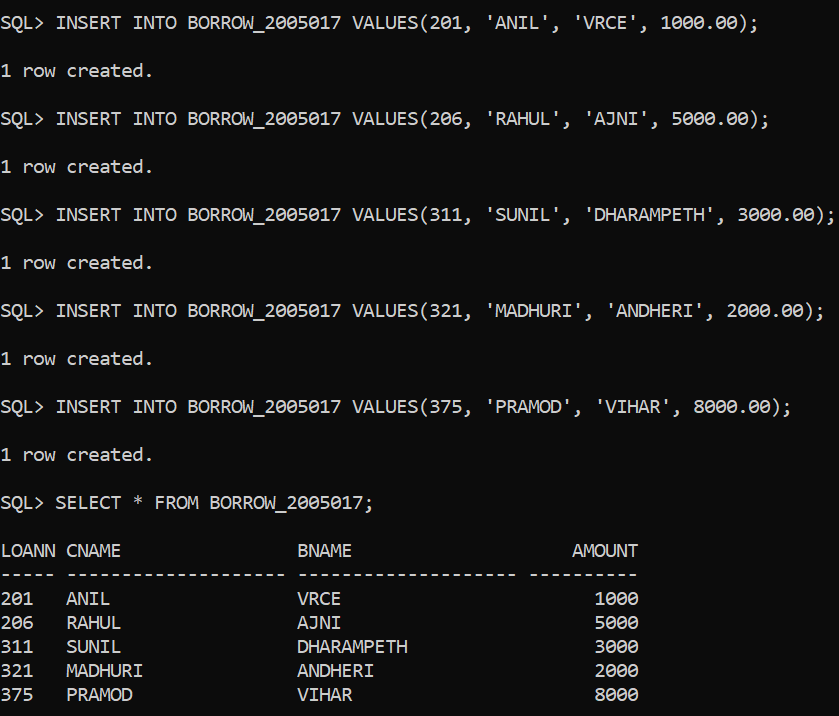 SQL> INSERT INTO BORROW_2005017 VALUES(201, 'ANIL', 'VRCE', 1000.00);
1 row created.
SQL> INSERT INTO BORROW_2005017 VALUES(206, 'RAHUL', 'AJNI', 5000.00);
1 row created.
SQL> INSERT INTO BORROW_2005017 VALUES(311, 'SUNIL', 'DHARAMPETH', 3000.00);
1 row created.
SQL> INSERT INTO BORROW_2005017 VALUES(321, 'MADHURI', 'ANDHERI', 2000.00);
1 row created.
SQL> INSERT INTO BORROW_2005017 VALUES(375, 'PRAMOD', 'VIHAR', 8000.00);
1 row created.
SQL> SELECT * FROM BORROW_2005017;
LOANN CNAME                BNAME                    AMOUNT
----- -------------------- -------------------- ----------
201   ANIL                 VRCE                       1000
206   RAHUL                AJNI                       5000
311   SUNIL                DHARAMPETH                 3000
321   MADHURI              ANDHERI                    2000
375   PRAMOD               VIHAR                      8000